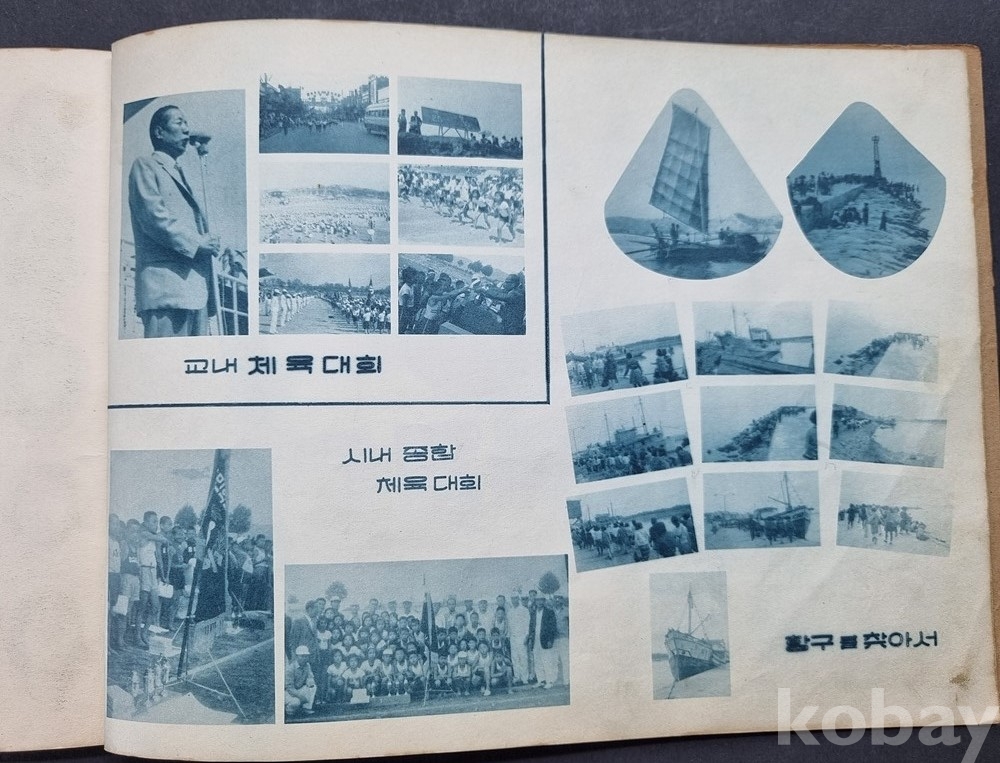 교내 체육대회
시내 종합
체육대회
항구를 찾아서
kobay